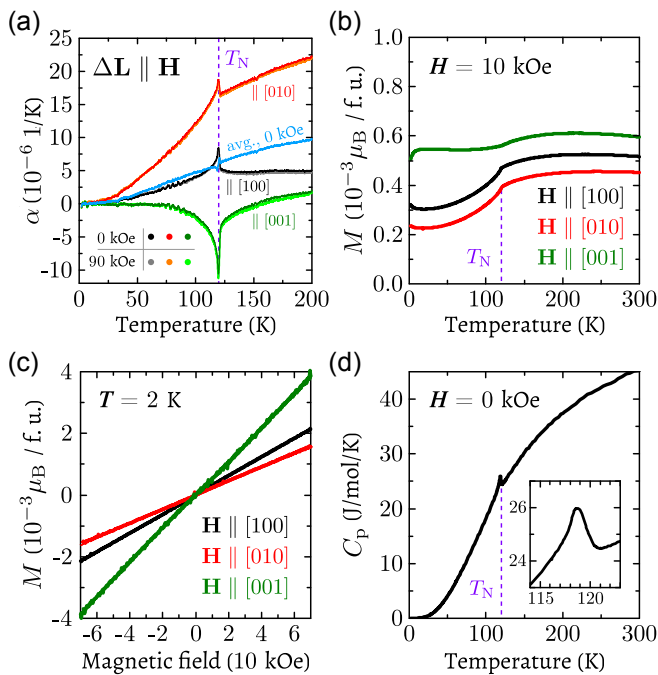 (a)
ΔL ∥ H
T_N
∥ [010]
avg., 0 kOe
∥ [100]
∥ [001]
0 kOe
90 kOe
25
20
15
10
5
0
-5
-10
α (10⁻⁶ 1/K)
0 50 100 150 200
Temperature (K)
(b)
H = 10 kOe
1.0
0.8
0.6
0.4
0.2
0.0
M (10⁻³ μ_B / f. u.)
H ∥ [100]
H ∥ [010]
H ∥ [001]
T_N
0 100 200 300
Temperature (K)
(c)
T = 2 K
4
2
0
-2
-4
M (10⁻³ μ_B / f. u.)
H ∥ [100]
H ∥ [010]
H ∥ [001]
-6 -4 -2 0 2 4 6
Magnetic field (10 kOe)
(d)
H = 0 kOe
40
30
20
10
0
C_p (J/mol/K)
26
24
115 120
T_N
0 100 200 300
Temperature (K)